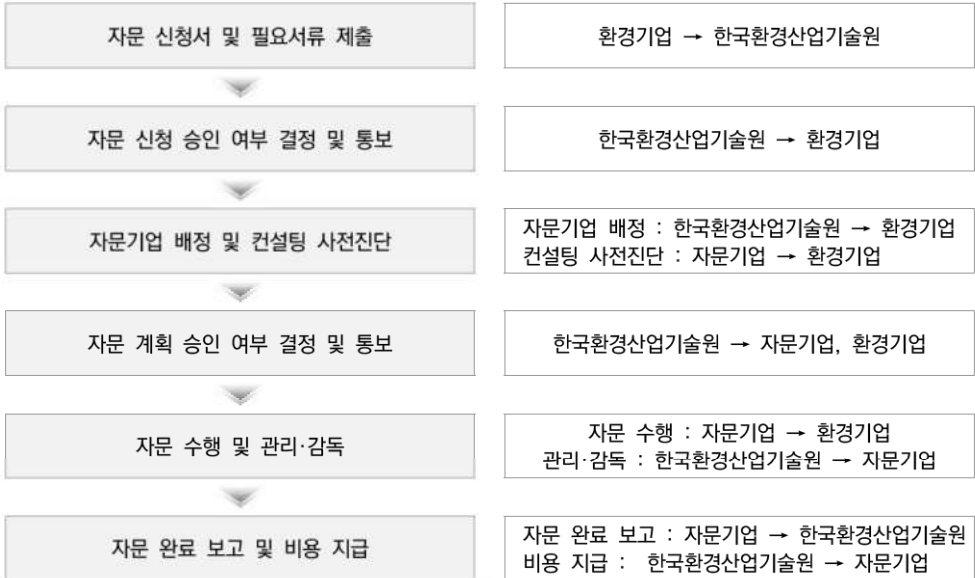 자문 신청서 및 필요서류 제출
환경기업 → 한국환경산업기술원
자문 신청 승인 여부 결정 및 통보
한국환경산업기술원 → 환경기업
자문기업 배정 및 컨설팅 사전진단
자문기업 배정 : 한국환경산업기술원 → 환경기업
컨설팅 사전진단 : 자문기업 → 환경기업
자문 계획 승인 여부 결정 및 통보
한국환경산업기술원 → 자문기업, 환경기업
자문 수행 및 관리·감독
자문 수행 : 자문기업 → 환경기업
관리·감독 : 한국환경산업기술원 → 자문기업
자문 완료 보고 및 비용 지급
자문 완료 보고 : 자문기업 → 한국환경산업기술원
비용 지급 : 한국환경산업기술원 → 자문기업